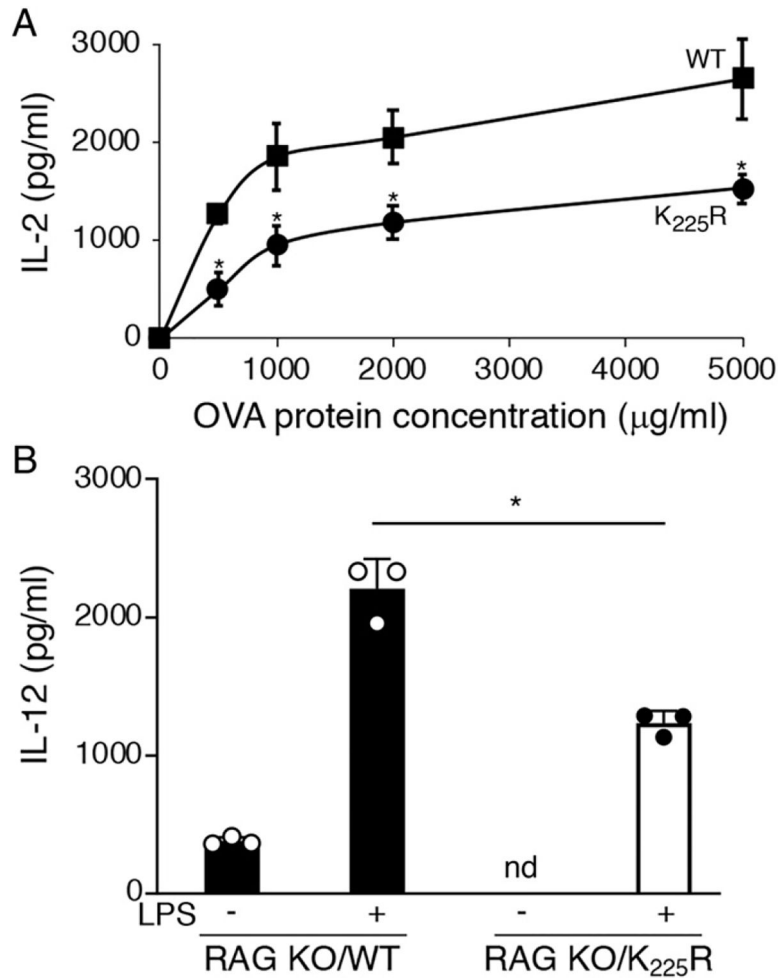 A
3000
WT
2000
IL-2 (pg/ml)
*
*
*
*
1000
K225R
0
0 1000 2000 3000 4000 5000
OVA protein concentration (μg/ml)
B
3000
*
2000
IL-12 (pg/ml)
1000
nd
0
LPS - + - +
RAG KO/WT RAG KO/K225R